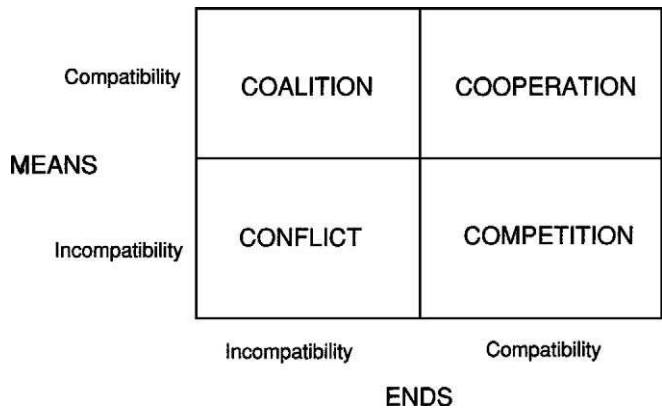 Compatibility
COALITION
COOPERATION
MEANS
Incompatibility
CONFLICT
COMPETITION
Incompatibility
Compatibility
ENDS